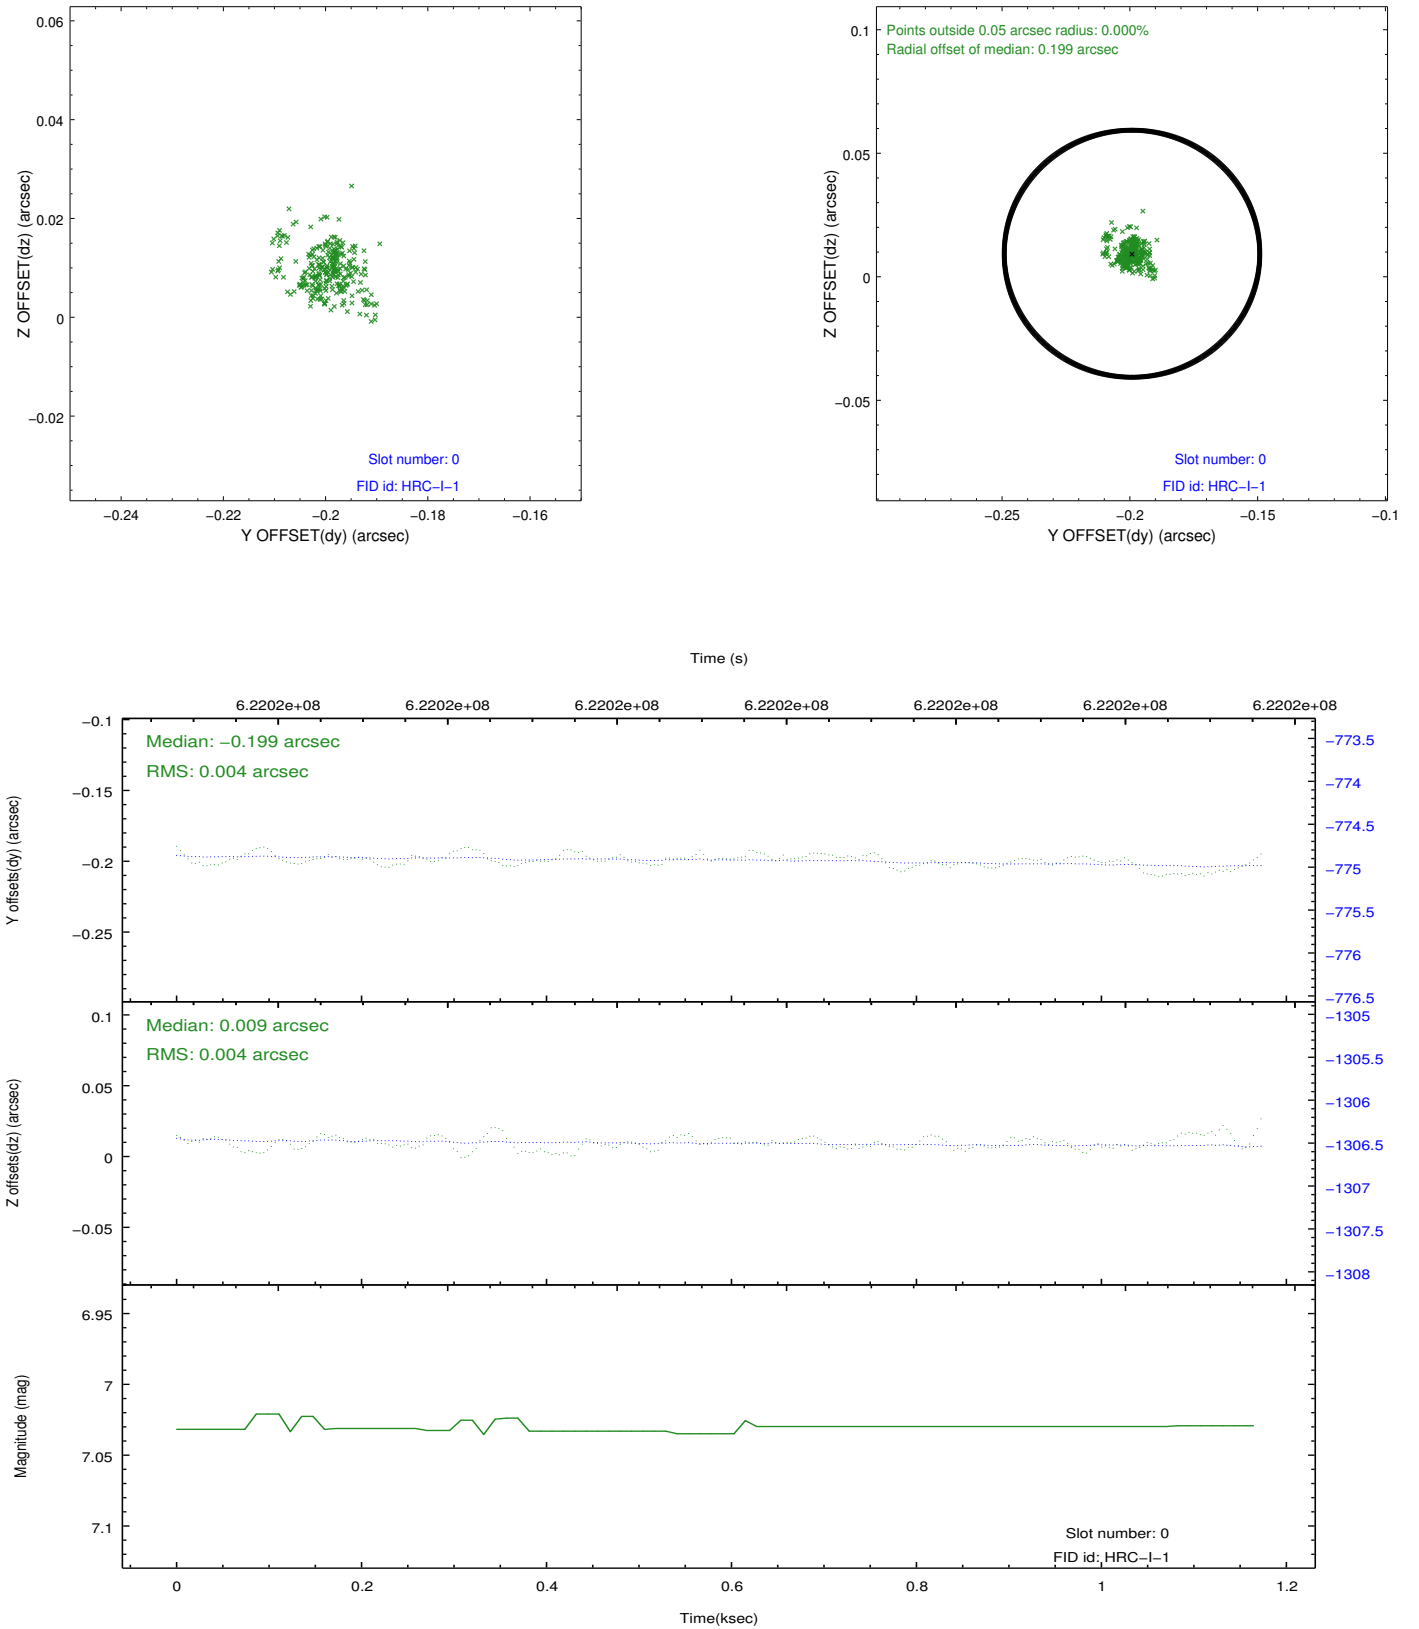 0.06
0.04
0.02
0
−0.02
Z OFFSET(dz) (arcsec)
Slot number: 0
FID id: HRC−I−1
−0.24 −0.22 −0.2 −0.18 −0.16
Y OFFSET(dy) (arcsec)
Points outside 0.05 arcsec radius: 0.000%
Radial offset of median: 0.199 arcsec
0.1
0.05
0
−0.05
Z OFFSET(dz) (arcsec)
Slot number: 0
FID id: HRC−I−1
−0.25 −0.2 −0.15 −0.1
Y OFFSET(dy) (arcsec)
Time (s)
6.2202e+08 6.2202e+08 6.2202e+08 6.2202e+08 6.2202e+08 6.2202e+08 6.2202e+08
Median: −0.199 arcsec
RMS: 0.004 arcsec
−0.1
−0.15
−0.2
−0.25
Y offsets(dy) (arcsec)
−773.5
−774
−774.5
−775
−775.5
−776
−776.5
Median: 0.009 arcsec
RMS: 0.004 arcsec
0.1
0.05
0
−0.05
Z offsets(dz) (arcsec)
−1305
−1305.5
−1306
−1306.5
−1307
−1307.5
−1308
6.95
7
7.05
7.1
Magnitude (mag)
Slot number: 0
FID id: HRC−I−1
0 0.2 0.4 0.6 0.8 1 1.2
Time(ksec)